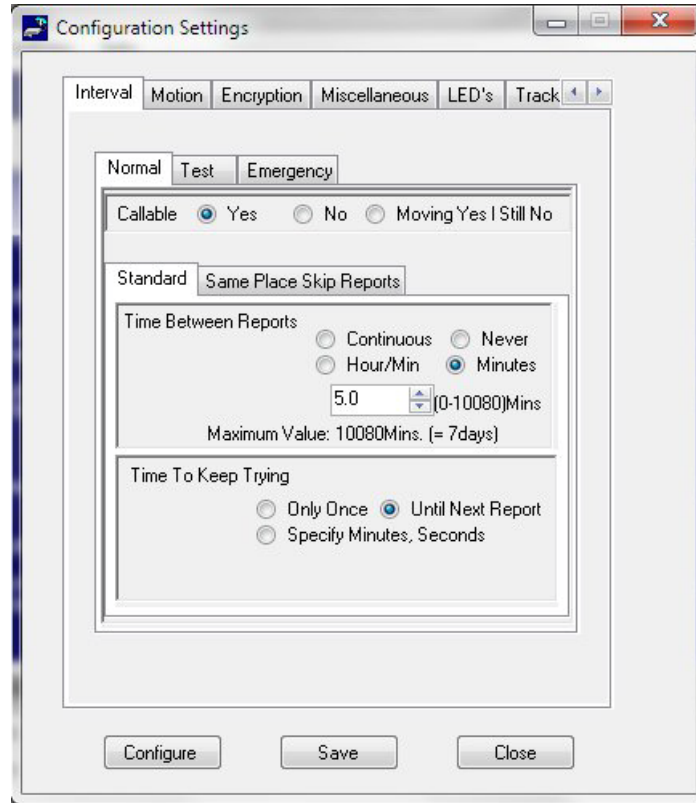 Configuration Settings
Interval Motion Encryption Miscellaneous LED's Track
Normal Test Emergency
Callable Yes No Moving Yes I Still No
Standard Same Place Skip Reports
Time Between Reports
Continuous Never
Hour/Min Minutes
5.0 (0-10080)Mins
Maximum Value: 10080Mins. (= 7days)
Time To Keep Trying
Only Once Until Next Report
Specify Minutes, Seconds
Configure Save Close